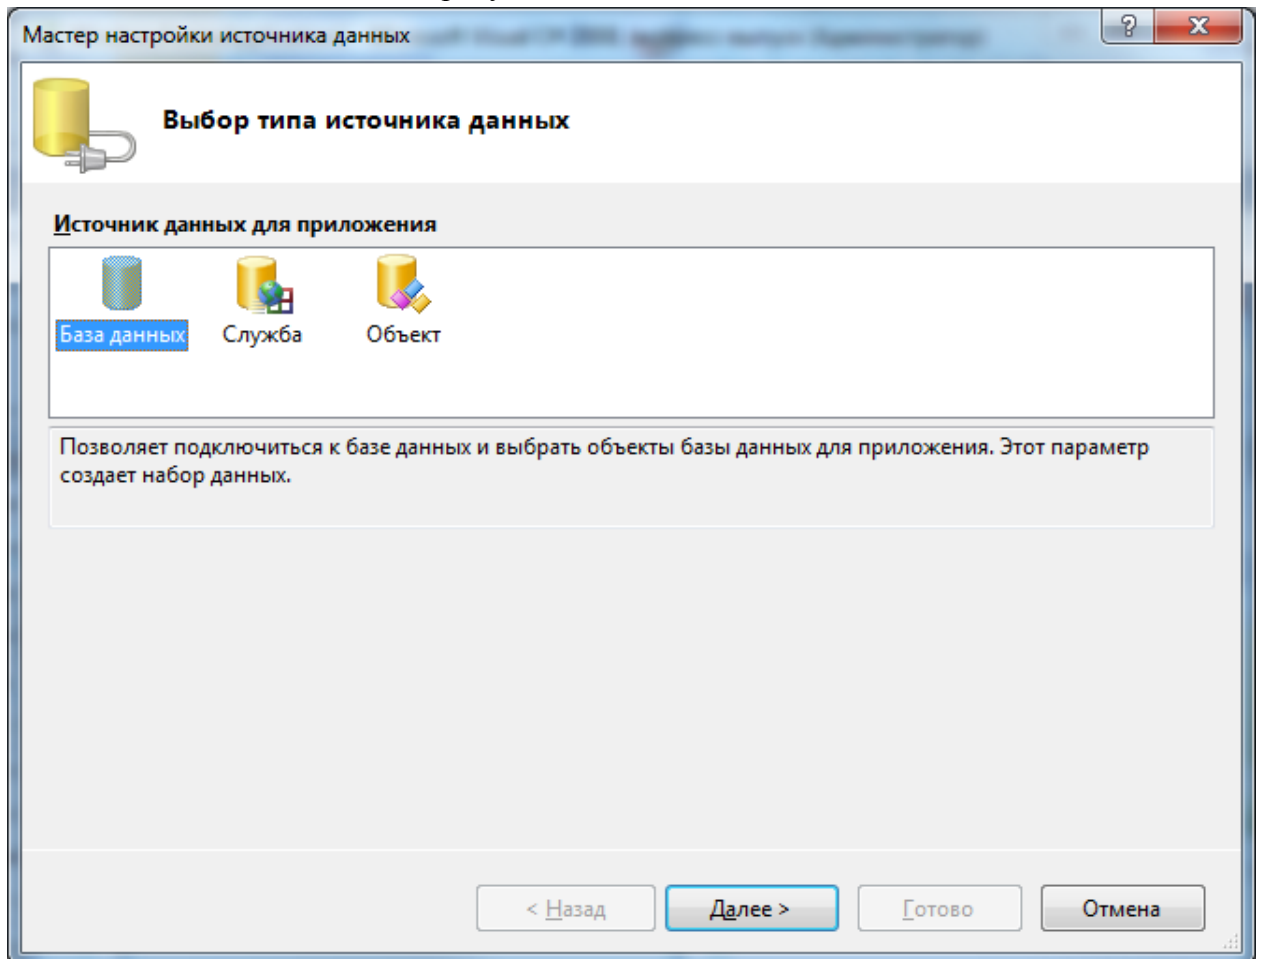 Мастер настройки источника данных
Выбор типа источника данных
Источник данных для приложения
База данных Служба Объект
Позволяет подключиться к базе данных и выбрать объекты базы данных для приложения. Этот параметр
создает набор данных.
< Назад Далее > Готово Отмена